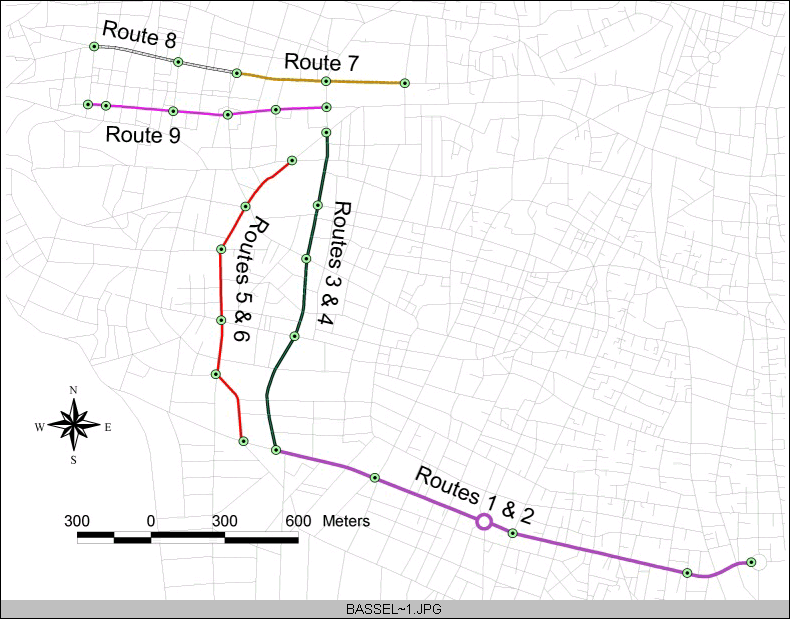 Route 8
Route 7
Route 9
Routes 3 & 4
Routes 5 & 6
N
W E
S
Routes 1 & 2
300 0 300 600 Meters
BASSEL~1.JPG